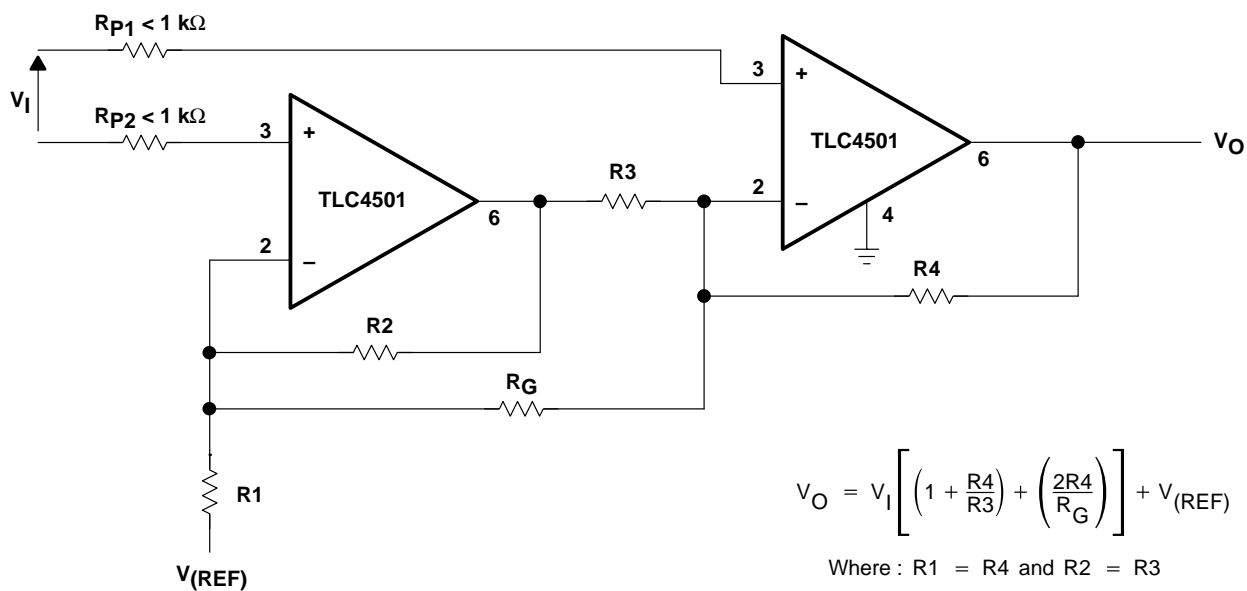 RP1 < 1 kΩ
VI
RP2 < 1 kΩ
3
+
TLC4501
6
2
–
R3
3
+
TLC4501
6
2
–
4
VO
R4
R2
RG
R1
V(REF)
VO = VI[(1 + R4/R3) + (2R4/RG)] + V(REF)
Where : R1 = R4 and R2 = R3